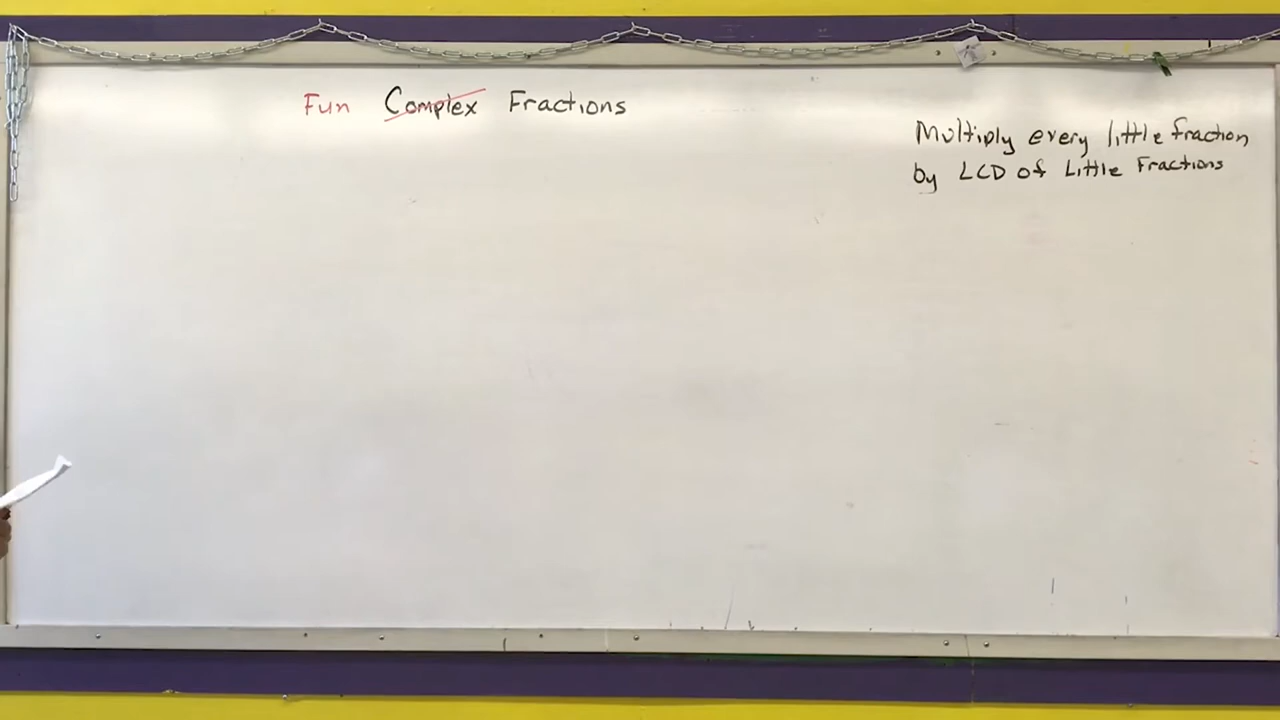 Fun Complex Fractions
Multiply every little fraction
by LCD of Little Fractions